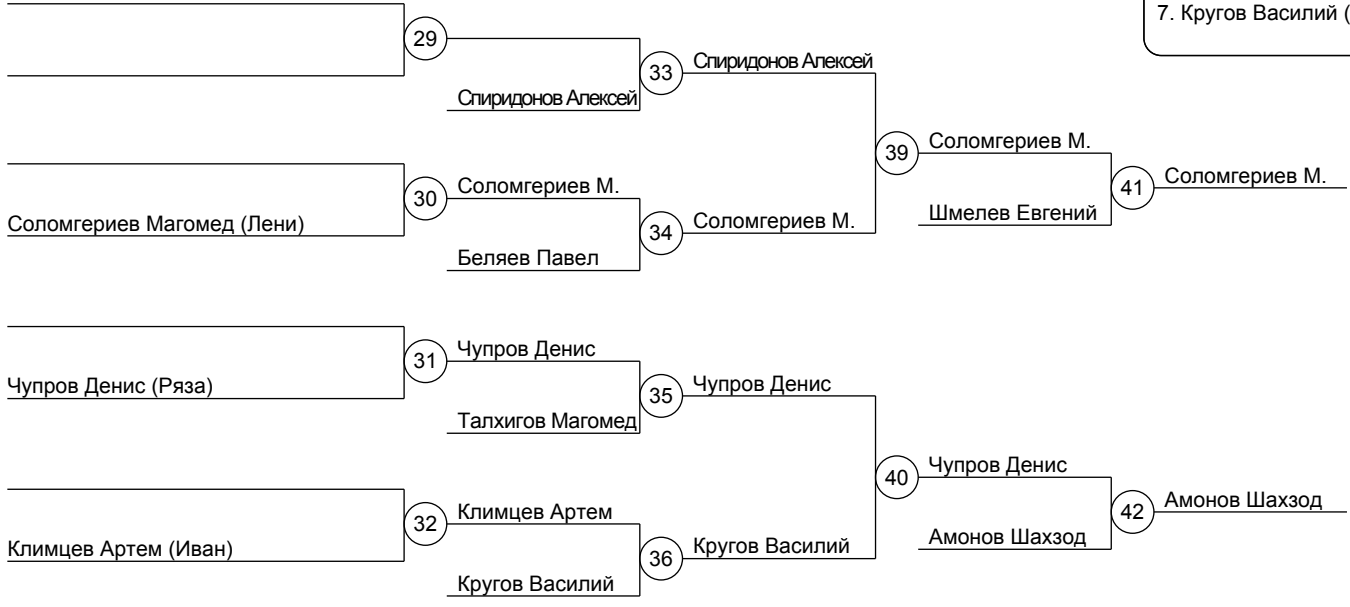 7. Кругов Василий (
29
33
Спиридонов Алексей
Спиридонов Алексей
39
Соломгериев М.
30
Соломгериев М.
41
Соломгериев М.
Соломгериев Магомед (Лени)
34
Соломгериев М.
Шмелев Евгений
Беляев Павел
31
Чупров Денис
Чупров Денис (Ряза)
35
Чупров Денис
Талхигов Магомед
40
Чупров Денис
32
Климцев Артем
42
Амонов Шахзод
Климцев Артем (Иван)
36
Кругов Василий
Амонов Шахзод
Кругов Василий